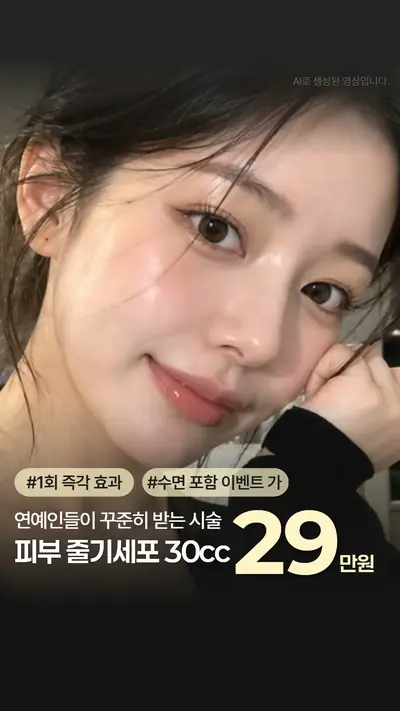 AI로 생성된 영상입니다.
#1회 즉각 효과
#수면 포함 이벤트 가
연예인들이 꾸준히 받는 시술
피부 줄기세포 30cc 29만원